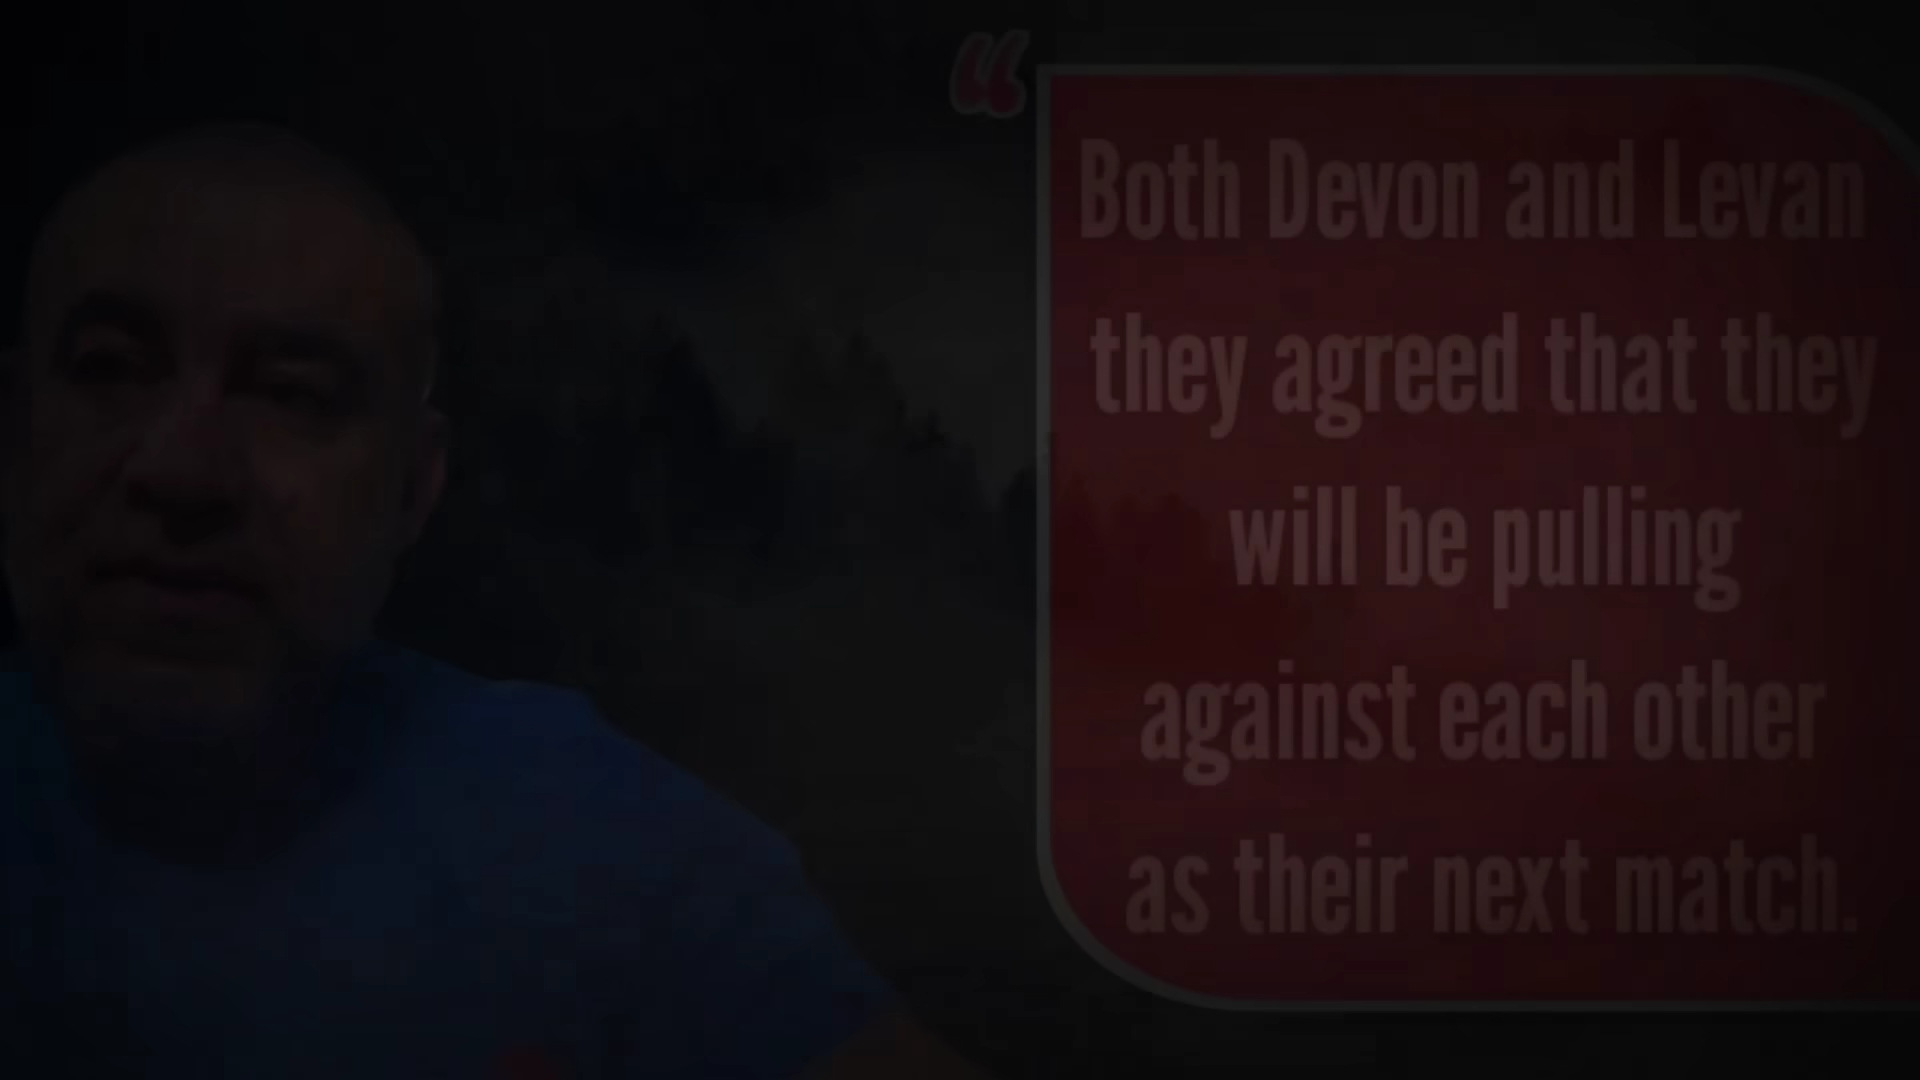 “
Both Devon and Levan
they agreed that they
will be pulling
against each other
as their next match.